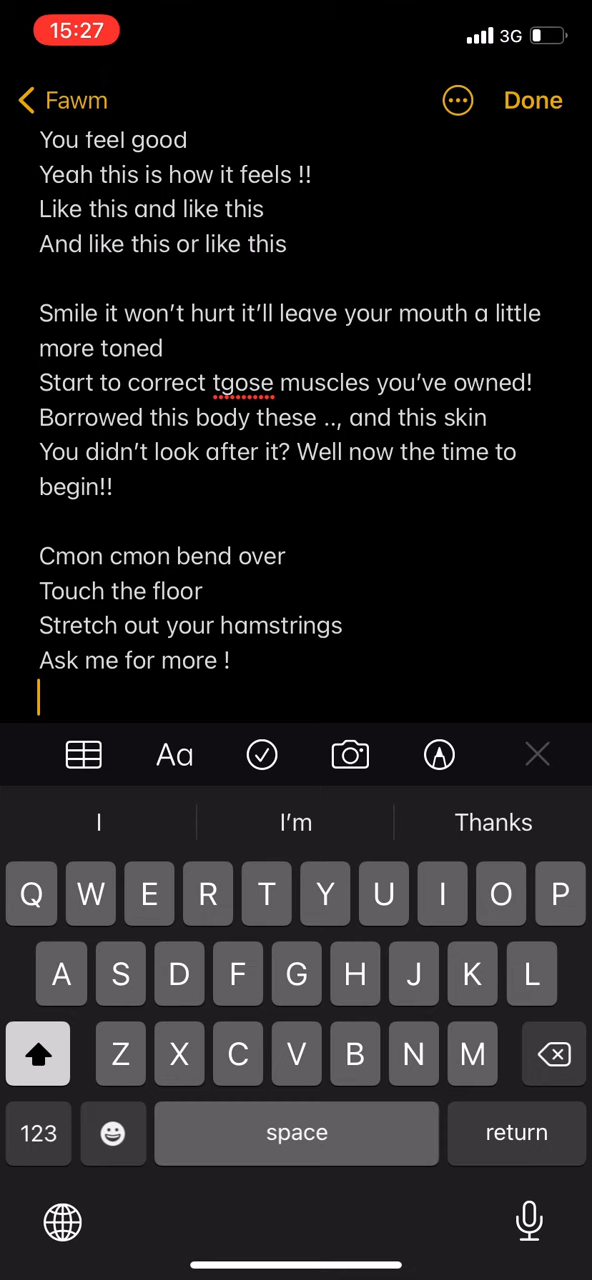 15:27
3G
Fawm
Done
You feel good
Yeah this is how it feels !!
Like this and like this
And like this or like this
Smile it won’t hurt it’ll leave your mouth a little
more toned
Start to correct tgose muscles you’ve owned!
Borrowed this body these .., and this skin
You didn’t look after it? Well now the time to
begin!!
Cmon cmon bend over
Touch the floor
Stretch out your hamstrings
Ask me for more !
Aa
I I’m Thanks
Q W E R T Y U I O P
A S D F G H J K L
Z X C V B N M
123 space return